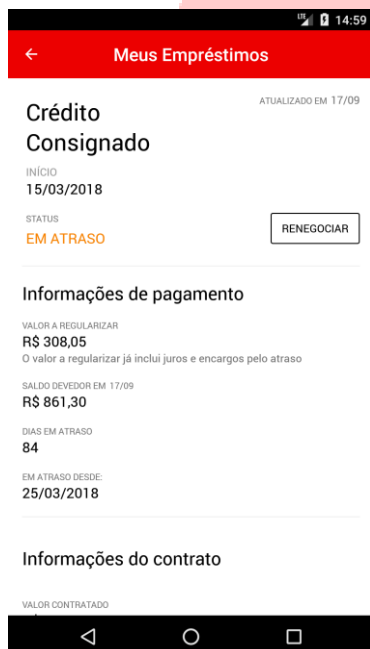 LTE 14:59
Meus Empréstimos
ATUALIZADO EM 17/09
Crédito
Consignado
INÍCIO
15/03/2018
STATUS
EM ATRASO
RENEGOCIAR
Informações de pagamento
VALOR A REGULARIZAR
R$ 308,05
O valor a regularizar já inclui juros e encargos pelo atraso
SALDO DEVEDOR EM 17/09
R$ 861,30
DIAS EM ATRASO
84
EM ATRASO DESDE:
25/03/2018
Informações do contrato
VALOR CONTRATADO